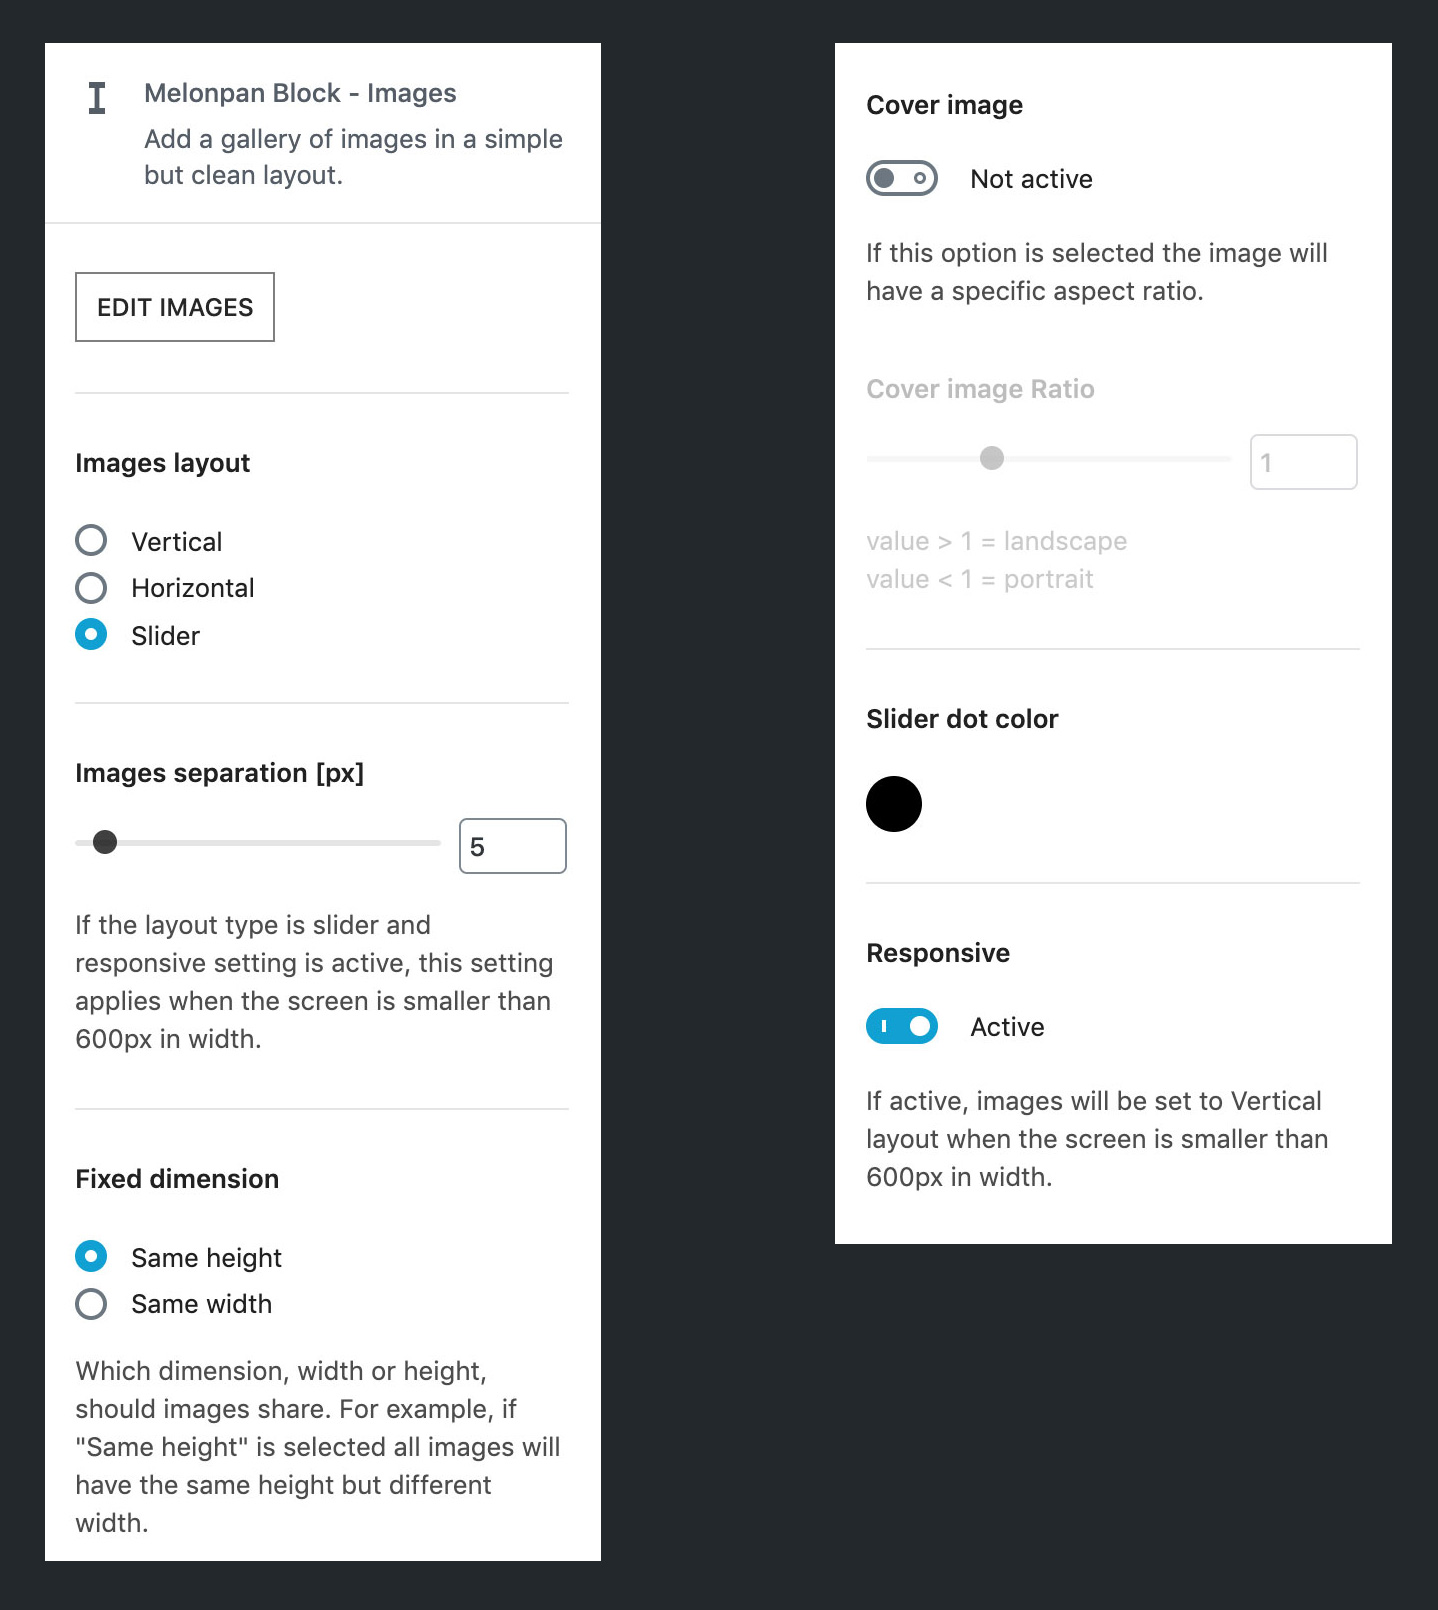 Melonpan Block - Images
Add a gallery of images in a simple
but clean layout.
EDIT IMAGES
Images layout
Vertical
Horizontal
Slider
Images separation [px]
5
If the layout type is slider and
responsive setting is active, this setting
applies when the screen is smaller than
600px in width.
Fixed dimension
Same height
Same width
Which dimension, width or height,
should images share. For example, if
"Same height" is selected all images will
have the same height but different
width.
Cover image
Not active
If this option is selected the image will
have a specific aspect ratio.
Cover image Ratio
1
value > 1 = landscape
value < 1 = portrait
Slider dot color
Responsive
Active
If active, images will be set to Vertical
layout when the screen is smaller than
600px in width.